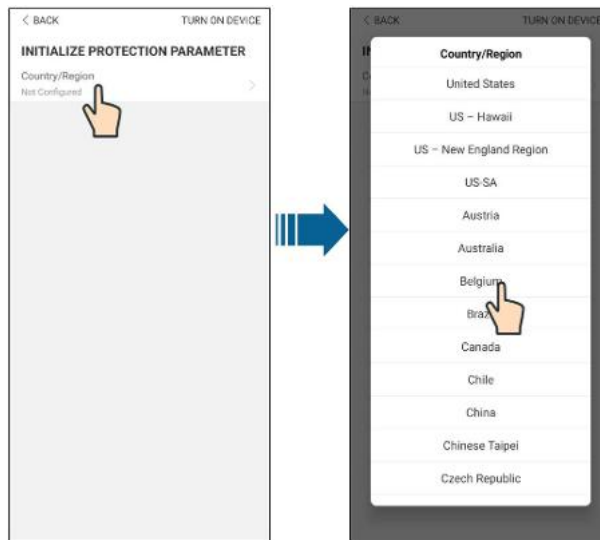 < BACK TURN ON DEVICE
INITIALIZE PROTECTION PARAMETER
Country/Region
Not Configured
< BACK TURN ON DEVICE
Country/Region
United States
US – Hawaii
US – New England Region
US-SA
Austria
Australia
Belgium
Braz
Canada
Chile
China
Chinese Taipei
Czech Republic